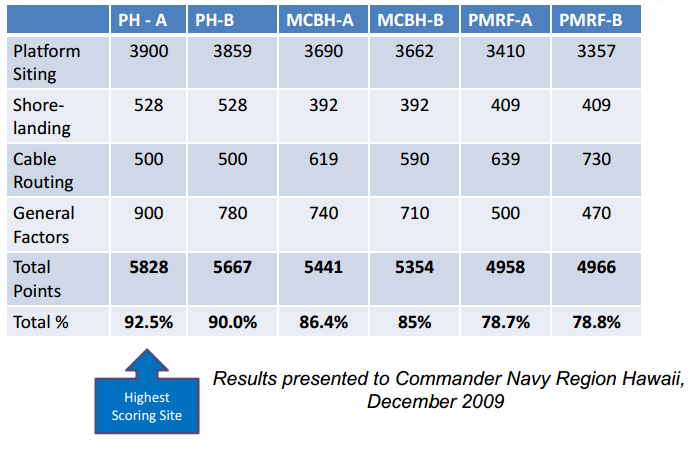 PH - A PH-B MCBH-A MCBH-B PMRF-A PMRF-B
Platform Siting 3900 3859 3690 3662 3410 3357
Shore-landing 528 528 392 392 409 409
Cable Routing 500 500 619 590 639 730
General Factors 900 780 740 710 500 470
Total Points 5828 5667 5441 5354 4958 4966
Total % 92.5% 90.0% 86.4% 85% 78.7% 78.8%
Highest
Scoring Site
Results presented to Commander Navy Region Hawaii,
December 2009